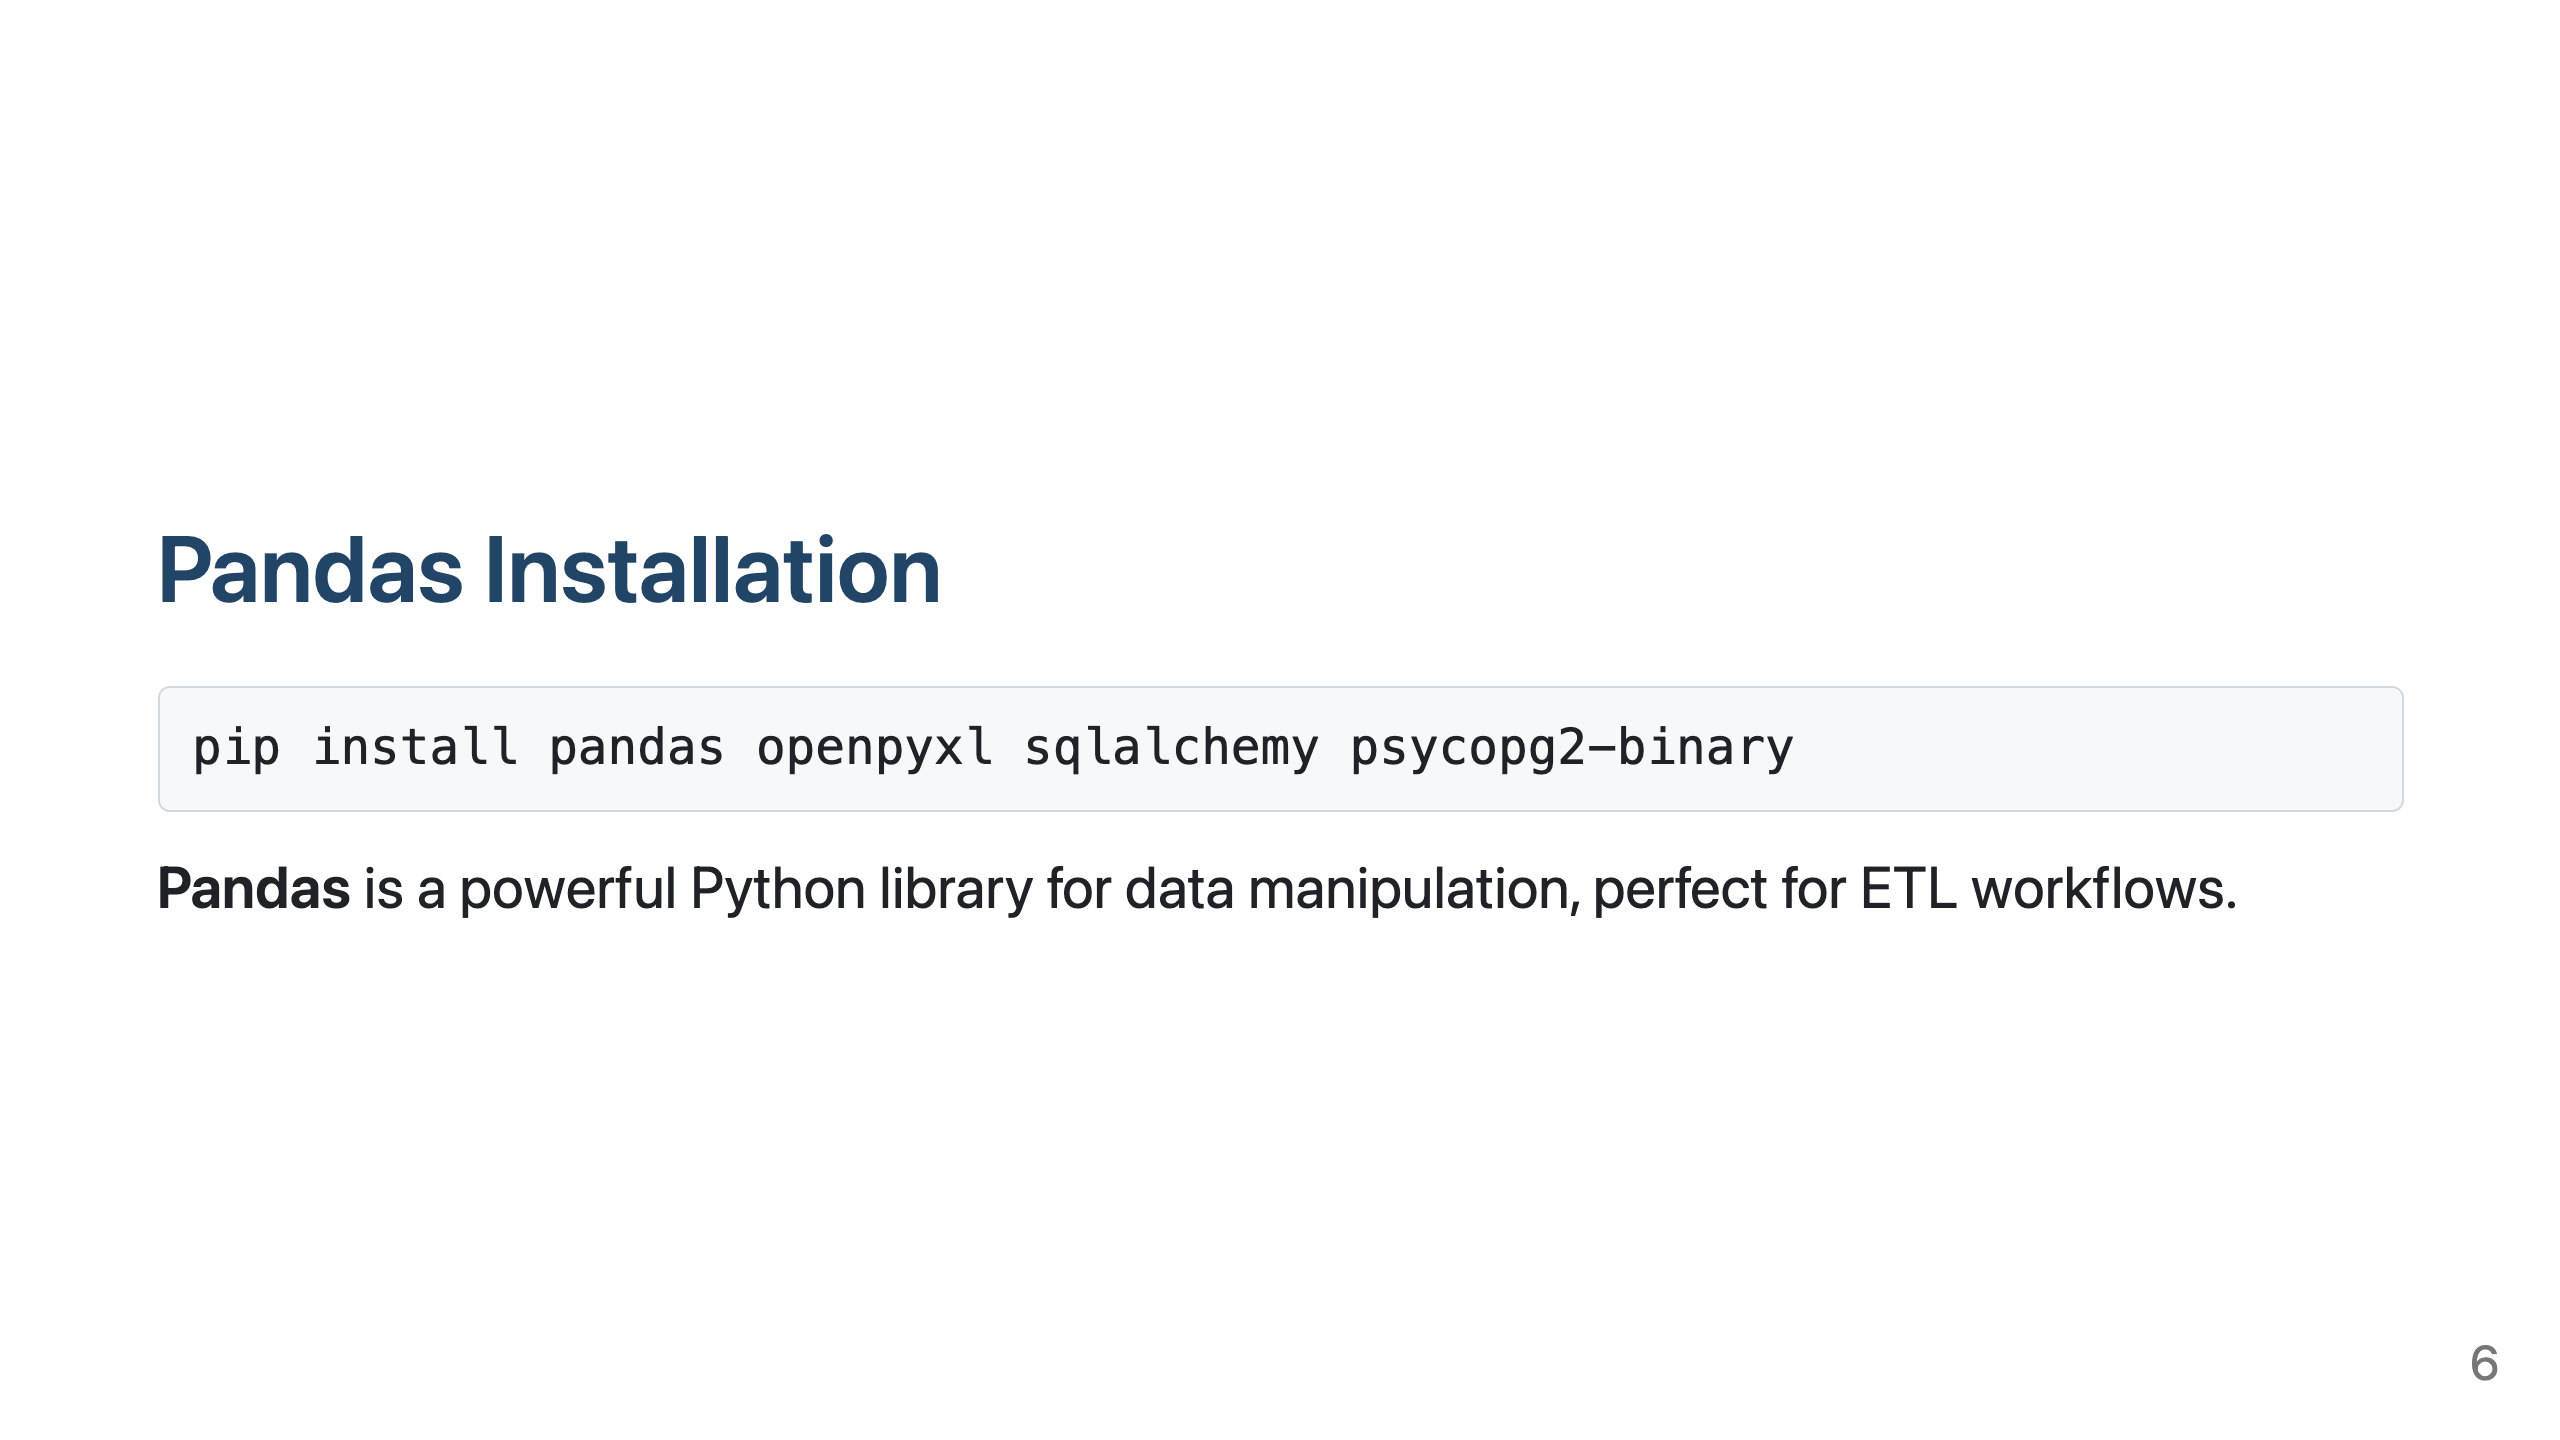 Pandas Installation
pip install pandas openpyxl sqlalchemy psycopg2-binary
Pandas is a powerful Python library for data manipulation, perfect for ETL workflows.
6